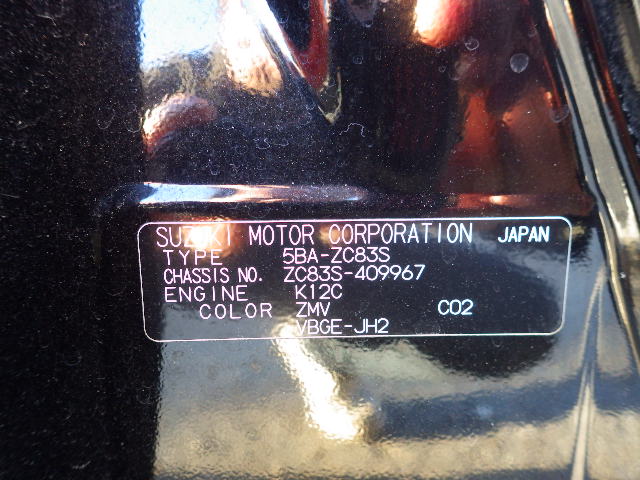 SUZUKI MOTOR CORPORATION JAPAN
TYPE 5BA-ZC83S
CHASSIS NO. ZC83S-409967
ENGINE K12C
COLOR ZMV C02
VBGE-JH2